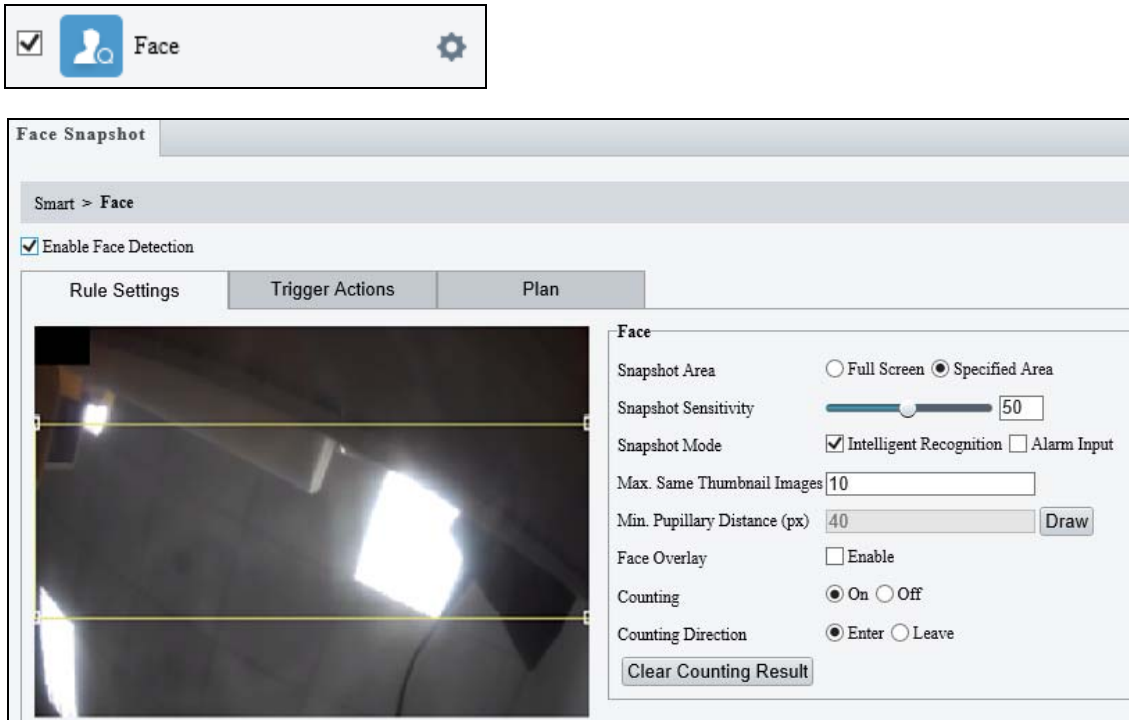 Face
Face Snapshot
Smart > Face
Enable Face Detection
Rule Settings Trigger Actions Plan
Face
Snapshot Area Full Screen Specified Area
Snapshot Sensitivity 50
Snapshot Mode Intelligent Recognition Alarm Input
Max. Same Thumbnail Images 10
Min. Pupillary Distance (px) 40 Draw
Face Overlay Enable
Counting On Off
Counting Direction Enter Leave
Clear Counting Result